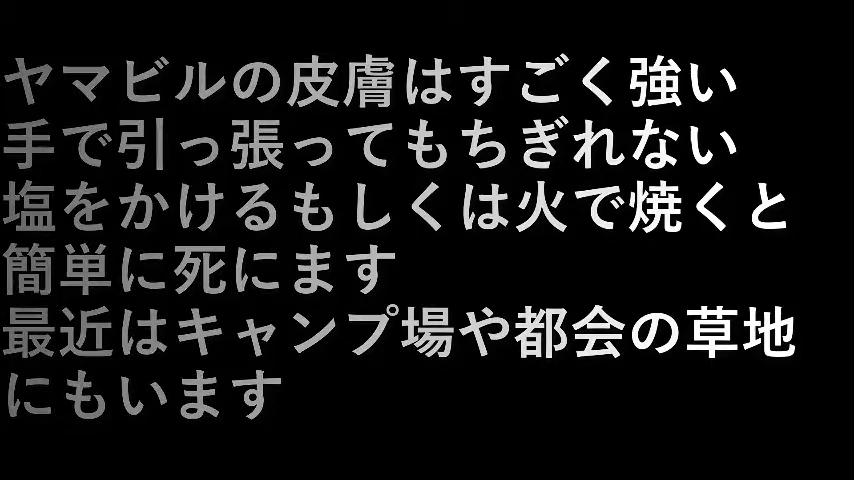 ヤマビルの皮膚はすごく強い
手で引っ張ってもちぎれない
塩をかけるもしくは火で焼くと
簡単に死にます
最近はキャンプ場や都会の草地
にもいます